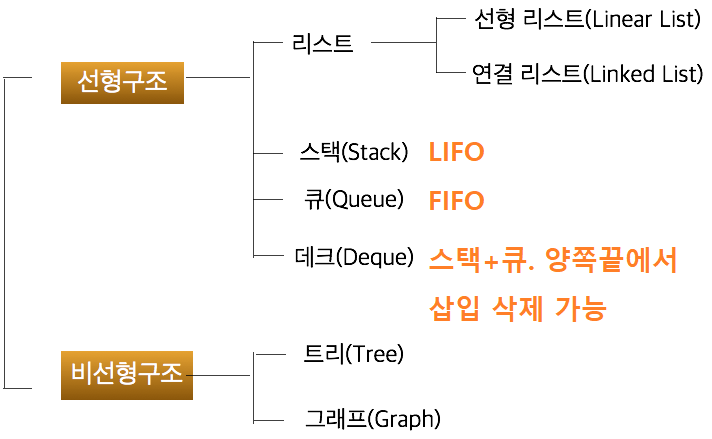 선형구조
리스트
선형 리스트(Linear List)
연결 리스트(Linked List)
스택(Stack) LIFO
큐(Queue) FIFO
데크(Deque) 스택+큐. 양쪽끝에서
삽입 삭제 가능
비선형구조
트리(Tree)
그래프(Graph)